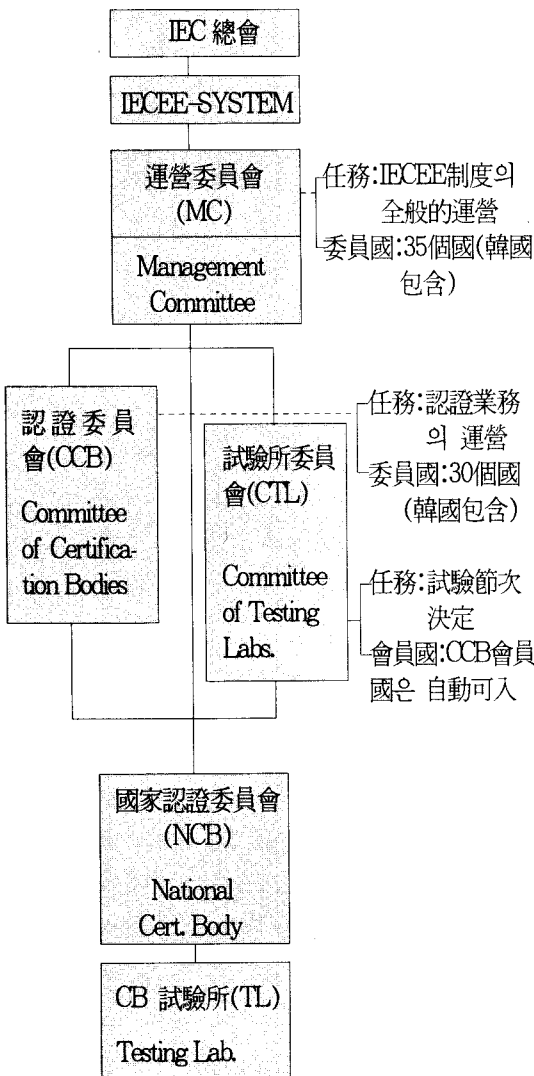 IEC 總會
IECEE-SYSTEM
運營委員會
(MC)
Management
Committee
任務:IECEE制度의
全般的運營
委員國:35個國(韓國
包含)
認證委員
會(CCB)
Committee
of Certifica-
tion Bodies
任務:認證業務
의 運營
委員國:30個國
(韓國包含)
試驗所委員
會(CTL)
Committee
of Testing
Labs.
任務:試驗節次
決定
會員國:CCB會員
國은 自動可入
國家認證委員會
(NCB)
National
Cert. Body
CB 試驗所(TL)
Testing Lab.